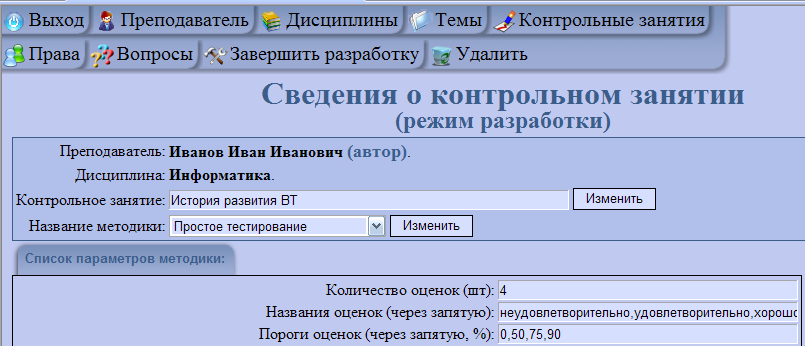 Выход Преподаватель Дисциплины Темы Контрольные занятия
Права Вопросы Завершить разработку Удалить
Сведения о контрольном занятии
(режим разработки)
Преподаватель: Иванов Иван Иванович (автор).
Дисциплина: Информатика.
Контрольное занятие: История развития ВТ Изменить
Название методики: Простое тестирование Изменить
Список параметров методики:
Количество оценок (шт): 4
Названия оценок (через запятую): неудовлетворительно,удовлетворительно,хорошо
Пороги оценок (через запятую, %): 0,50,75,90